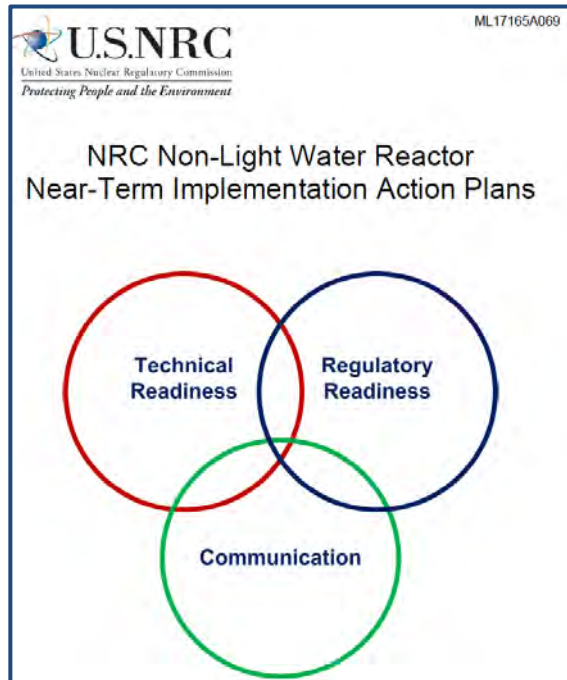 ML17165A069
U.S.NRC
United States Nuclear Regulatory Commission
Protecting People and the Environment
NRC Non-Light Water Reactor
Near-Term Implementation Action Plans
Technical
Readiness
Regulatory
Readiness
Communication